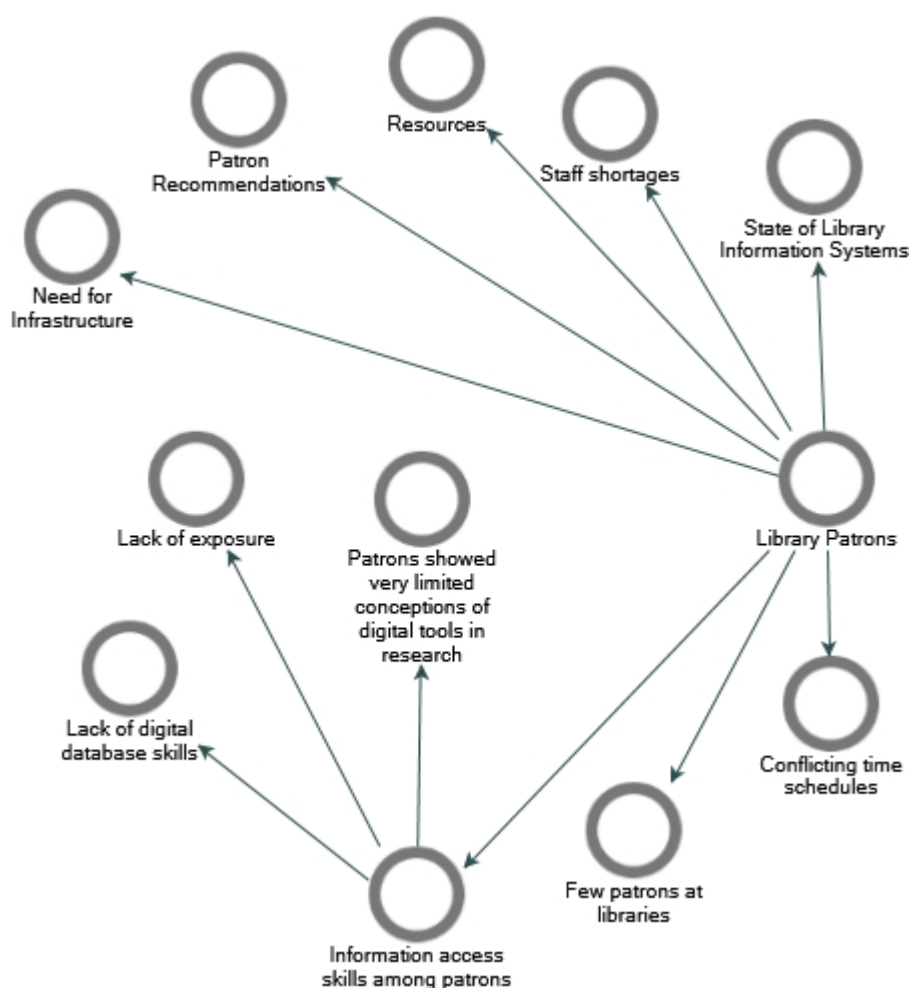 Resources
Patron
Recommendations
Staff shortages
State of Library
Information Systems
Need for
Infrastructure
Lack of exposure
Patrons showed
very limited
conceptions of
digital tools in
research
Library Patrons
Lack of digital
database skills
Conflicting time
schedules
Few patrons at
libraries
Information access
skills among patrons